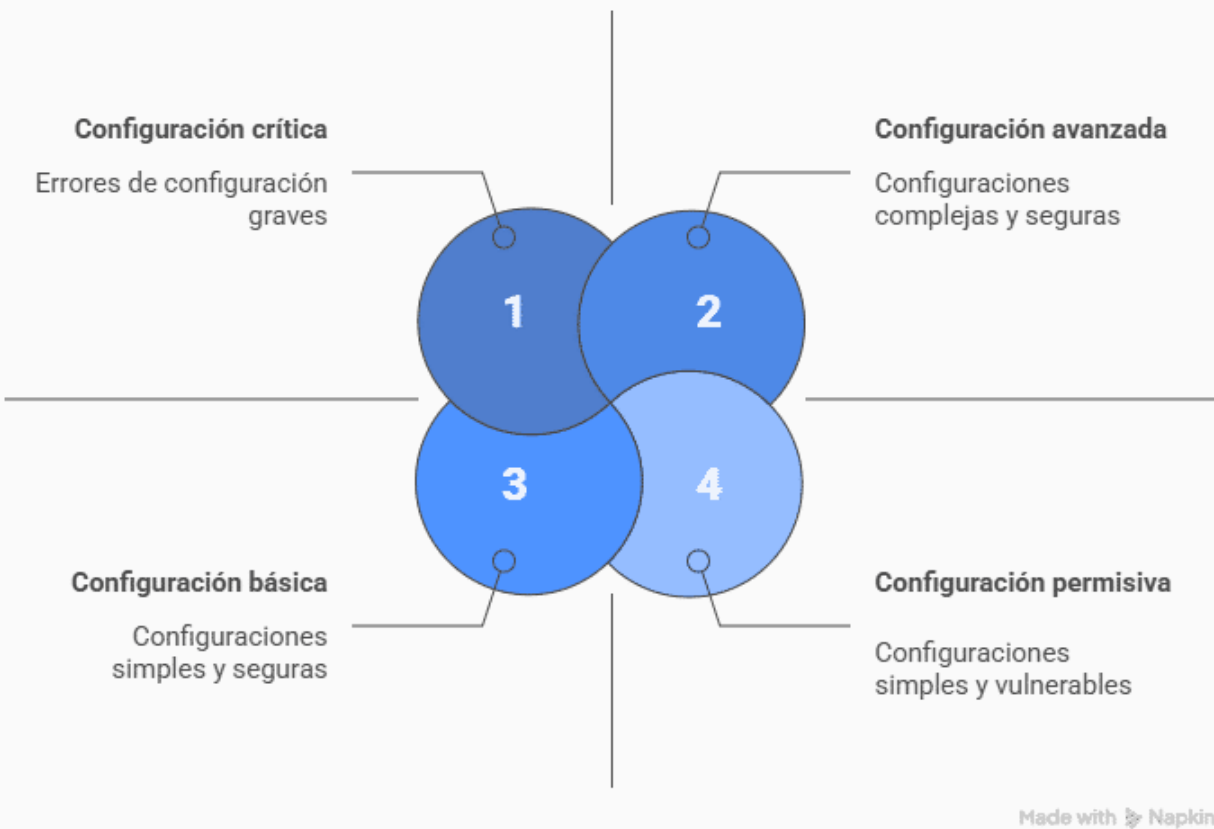 Configuración crítica
Errores de configuración
graves
1
Configuración avanzada
Configuraciones
complejas y seguras
2
Configuración básica
Configuraciones
simples y seguras
3
Configuración permisiva
Configuraciones
simples y vulnerables
4
Made with Napkin